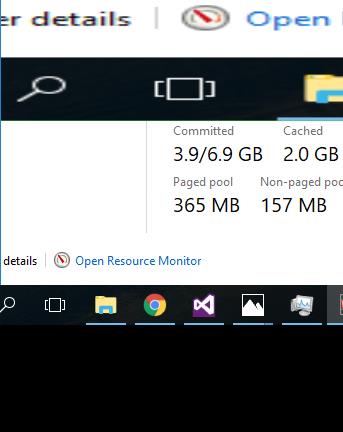 er details | Open
Committed Cached
3.9/6.9 GB 2.0 GB
Paged pool Non-paged poo
365 MB 157 MB
details | Open Resource Monitor